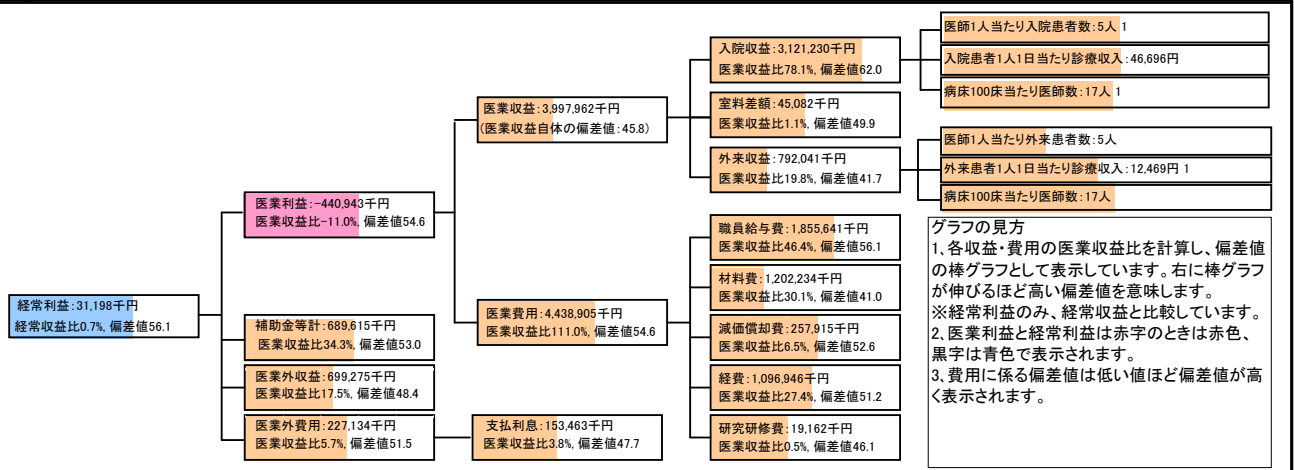 経常利益:31,198千円
経常収益比0.7%, 偏差値56.1
医業利益:-440,943千円
医業収益比-11.0%, 偏差値54.6
補助金等計:689,615千円
医業収益比34.3%, 偏差値53.0
医業外収益:699,275千円
医業収益比17.5%, 偏差値48.4
医業外費用:227,134千円
医業収益比5.7%, 偏差値51.5
支払利息:153,463千円
医業収益比3.8%, 偏差値47.7
医業収益:3,997,962千円
(医業収益自体の偏差値:45.8)
医業費用:4,438,905千円
医業収益比111.0%, 偏差値54.6
入院収益:3,121,230千円
医業収益比78.1%, 偏差値62.0
室料差額:45,082千円
医業収益比1.1%, 偏差値49.9
外来収益:792,041千円
医業収益比19.8%, 偏差値41.7
職員給与費:1,855,641千円
医業収益比46.4%, 偏差値56.1
材料費:1,202,234千円
医業収益比30.1%, 偏差値41.0
減価償却費:257,915千円
医業収益比6.5%, 偏差値52.6
経費:1,096,946千円
医業収益比27.4%, 偏差値51.2
研究研修費:19,162千円
医業収益比0.5%, 偏差値46.1
医師1人当たり入院患者数:5人 1
入院患者1人1日当たり診療収入:46,696円
病床100床当たり医師数:17人 1
医師1人当たり外来患者数:5人
外来患者1人1日当たり診療収入:12,469円 1
病床100床当たり医師数:17人
グラフの見方
1、各収益・費用の医業収益比を計算し、偏差値
の棒グラフとして表示しています。右に棒グラフ
が伸びるほど高い偏差値を意味します。
※経常利益のみ、経常収益と比較しています。
2、医業利益と経常利益は赤字のときは赤色、
黒字は青色で表示されます。
3、費用に係る偏差値は低い値ほど偏差値が高
く表示されます。